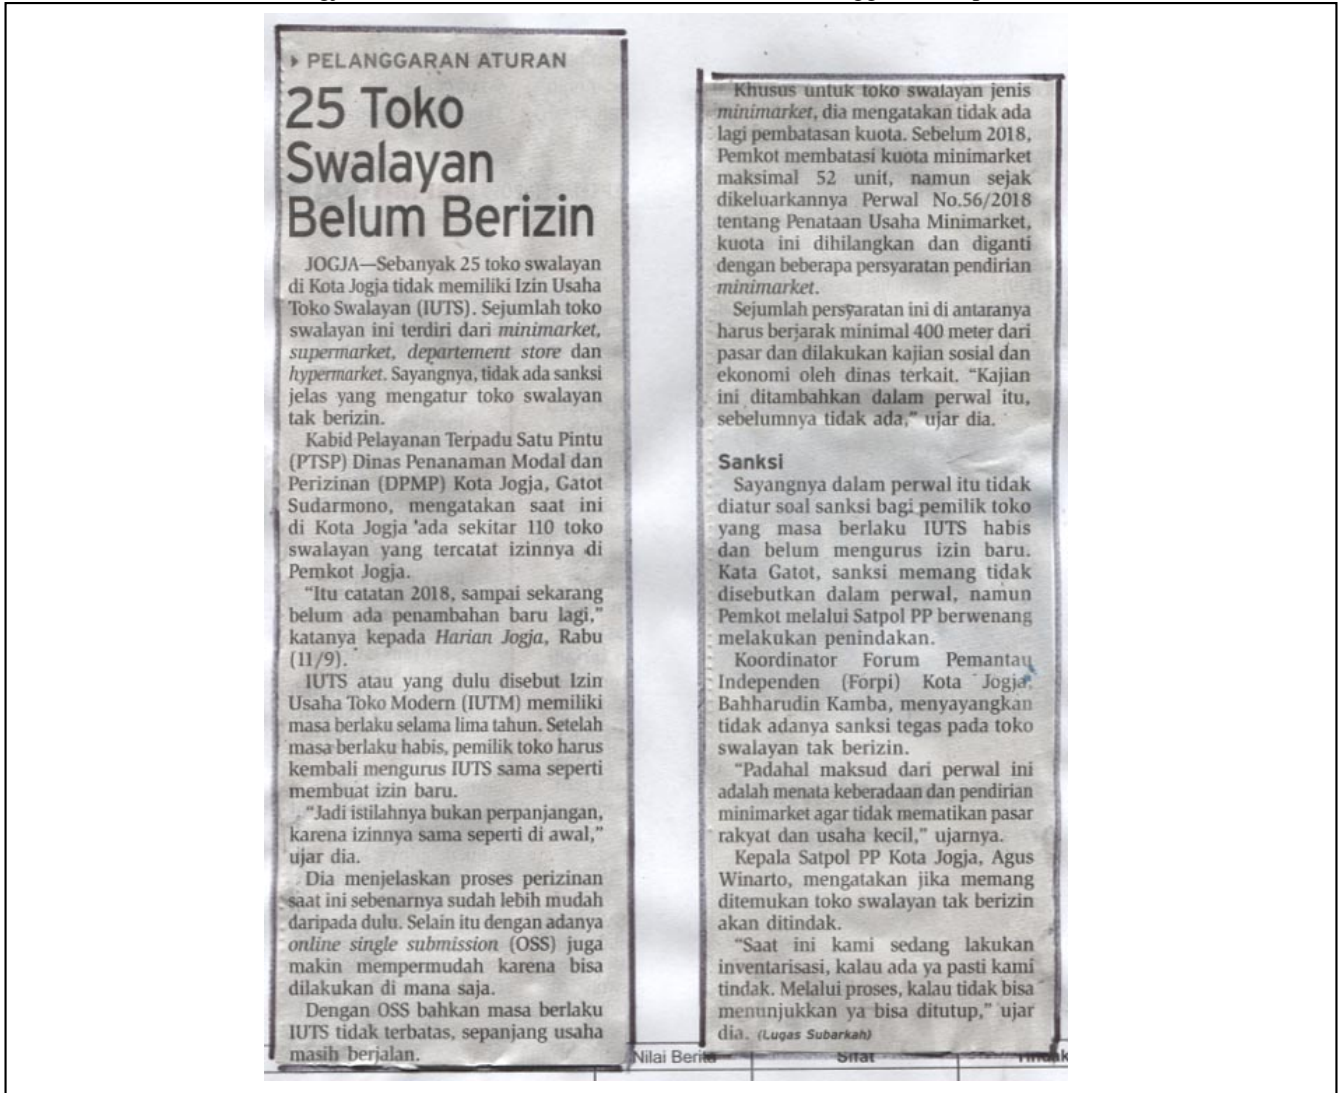 PELANGGARAN ATURAN
25 Toko
Swalayan
Belum Berizin
JOGJA—Sebanyak 25 toko swalayan
di Kota Jogja tidak memiliki Izin Usaha
Toko Swalayan (IUTS). Sejumlah toko
swalayan ini terdiri dari minimarket,
supermarket, departement store dan
hypermarket. Sayangnya, tidak ada sanksi
jelas yang mengatur toko swalayan
tak berizin.
Kabid Pelayanan Terpadu Satu Pintu
(PTSP) Dinas Penanaman Modal dan
Perizinan (DPMP) Kota Jogja, Gatot
Sudarmono, mengatakan saat ini
di Kota Jogja ada sekitar 110 toko
swalayan yang tercatat izinnya di
Pemkot Jogja.
"Itu catatan 2018, sampai sekarang
belum ada penambahan baru lagi,"
katanya kepada Harian Jogja, Rabu
(11/9).
IUTS atau yang dulu disebut Izin
Usaha Toko Modern (IUTM) memiliki
masa berlaku selama lima tahun. Setelah
masa berlaku habis, pemilik toko harus
kembali mengurus IUTS sama seperti
membuat izin baru.
"Jadi istilahnya bukan perpanjangan,
karena izinnya sama seperti di awal,"
ujar dia.
Dia menjelaskan proses perizinan
saat ini sebenarnya sudah lebih mudah
daripada dulu. Selain itu dengan adanya
online single submission (OSS) juga
makin mempermudah karena bisa
dilakukan di mana saja.
Dengan OSS bahkan masa berlaku
IUTS tidak terbatas, sepanjang usaha
masih berjalan.
Khusus untuk toko swalayan jenis
minimarket, dia mengatakan tidak ada
lagi pembatasan kuota. Sebelum 2018,
Pemkot membatasi kuota minimarket
maksimal 52 unit, namun sejak
dikeluarkannya Perwal No.56/2018
tentang Penataan Usaha Minimarket,
kuota ini dihilangkan dan diganti
dengan beberapa persyaratan pendirian
minimarket.
Sejumlah persyaratan ini di antaranya
harus berjarak minimal 400 meter dari
pasar dan dilakukan kajian sosial dan
ekonomi oleh dinas terkait. "Kajian
ini ditambahkan dalam perwal itu,
sebelumnya tidak ada," ujar dia.
Sanksi
Sayangnya dalam perwal itu tidak
diatur soal sanksi bagi pemilik toko
yang masa berlaku IUTS habis
dan belum mengurus izin baru.
Kata Gatot, sanksi memang tidak
disebutkan dalam perwal, namun
Pemkot melalui Satpol PP berwenang
melakukan penindakan.
Koordinator Forum Pemantau
Independen (Forpi) Kota Jogja,
Bahharudin Kamba, menyayangkan
tidak adanya sanksi tegas pada toko
swalayan tak berizin.
"Padahal maksud dari perwal ini
adalah menata keberadaan dan pendirian
minimarket agar tidak mematikan pasar
rakyat dan usaha kecil," ujarnya.
Kepala Satpol PP Kota Jogja, Agus
Winarto, mengatakan jika memang
ditemukan toko swalayan tak berizin
akan ditindak.
"Saat ini kami sedang lakukan
inventarisasi, kalau ada ya pasti kami
tindak. Melalui proses, kalau tidak bisa
menunjukkan ya bisa ditutup," ujar
dia. (Lugas Subarkah)
Nilai Berita
Sifat